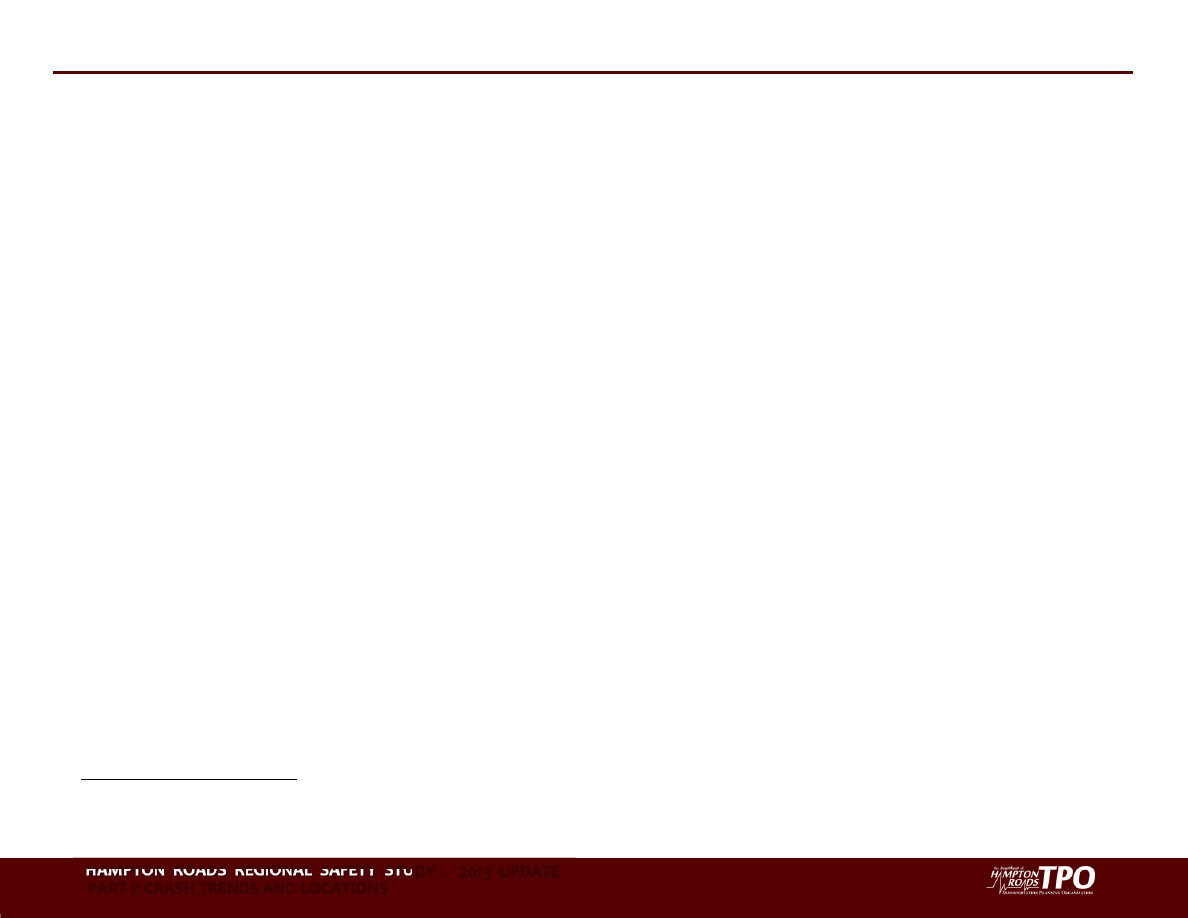 HAMPTON ROADS REGIONAL SAFETY STUDY – 2013 UPDATE
PART I: CRASH TRENDS AND LOCATIONS
HAMPTON
ROADS TPO
TRANSPORTATION PLANNING ORGANIZATION